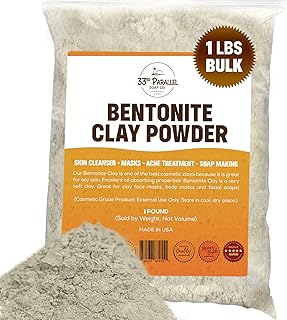 1 LBS
BULK
33RD PARALLEL
SOAP CO.
BENTONITE
CLAY POWDER
SKIN CLEANSER - MASKS - ACNE TREATMENT - SOAP MAKING
Our Bentonite Clay is one of the best cosmetic clays because it is great
for oily skin. Excellent oil absorbing properties. Bentonite Clay is a very
soft clay. Great for clay face masks, body masks and facial soaps!
(Cosmetic Grade Product: External Use Only. Store in cool, dry place.)
1 POUND
(Sold by Weight, Not Volume)
MADE IN USA